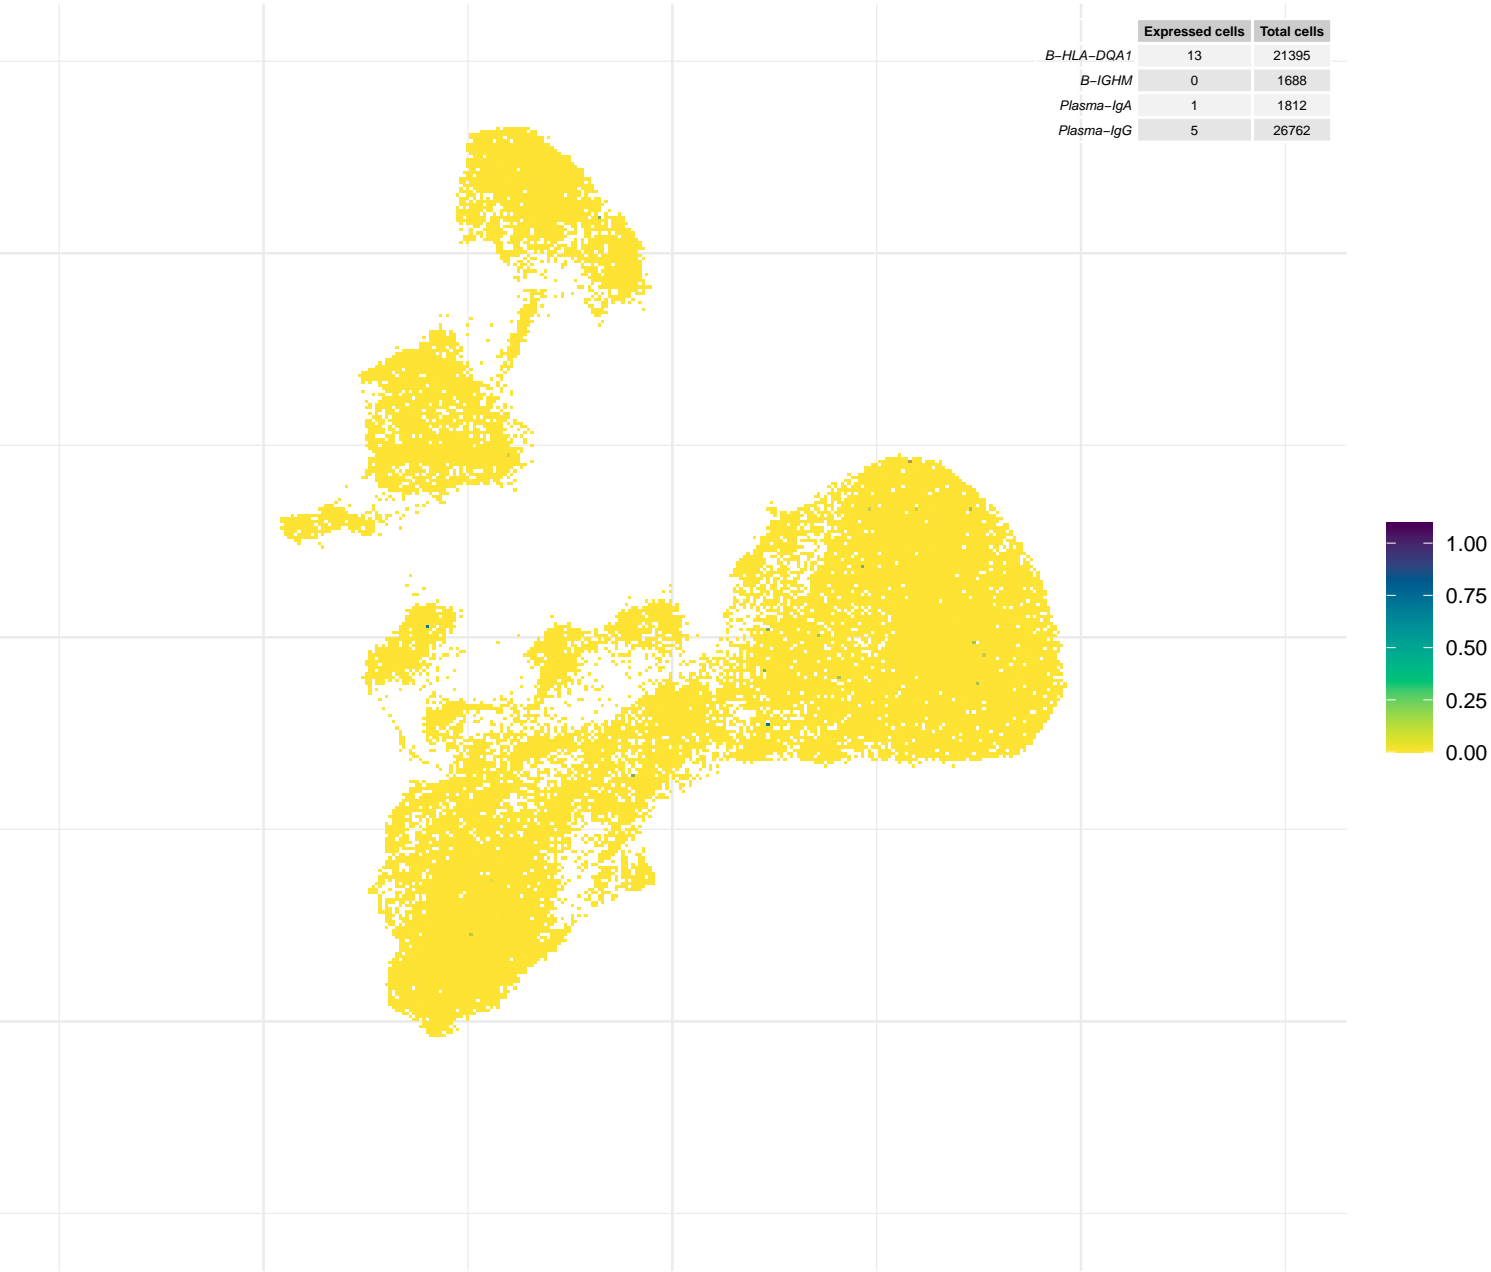 Expressed cells Total cells
B−HLA−DQA1 13 21395
B−IGHM 0 1688
Plasma−IgA 1 1812
Plasma−IgG 5 26762
1.00
0.75
0.50
0.25
0.00